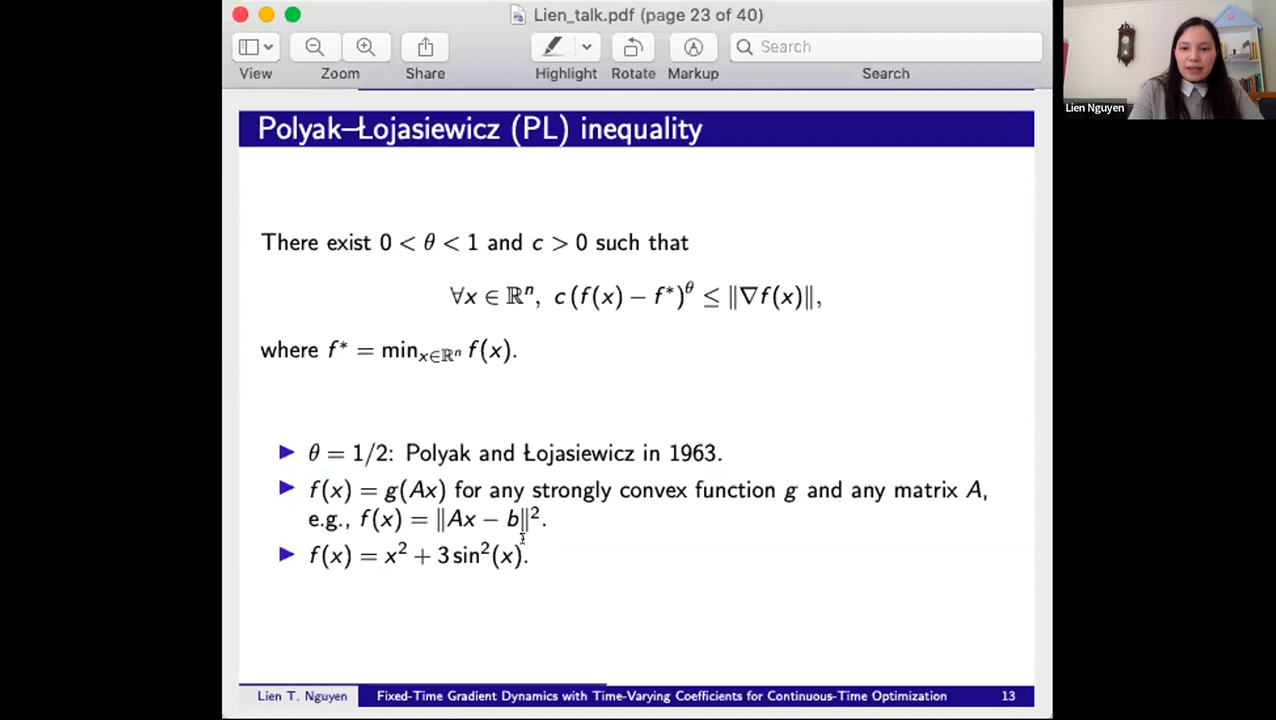 Lien_talk.pdf (page 23 of 40)
Search
View Zoom Share Highlight Rotate Markup Search
Lien Nguyen
Polyak–Łojasiewicz (PL) inequality
There exist 0 < θ < 1 and c > 0 such that
∀x ∈ ℝⁿ, c (f(x) − f*)^θ ≤ ‖∇f(x)‖,
where f* = min_{x∈ℝⁿ} f(x).
▶ θ = 1/2: Polyak and Łojasiewicz in 1963.
▶ f(x) = g(Ax) for any strongly convex function g and any matrix A,
e.g., f(x) = ‖Ax − b‖².
▶ f(x) = x² + 3 sin²(x).
Lien T. Nguyen Fixed-Time Gradient Dynamics with Time-Varying Coefficients for Continuous-Time Optimization 13